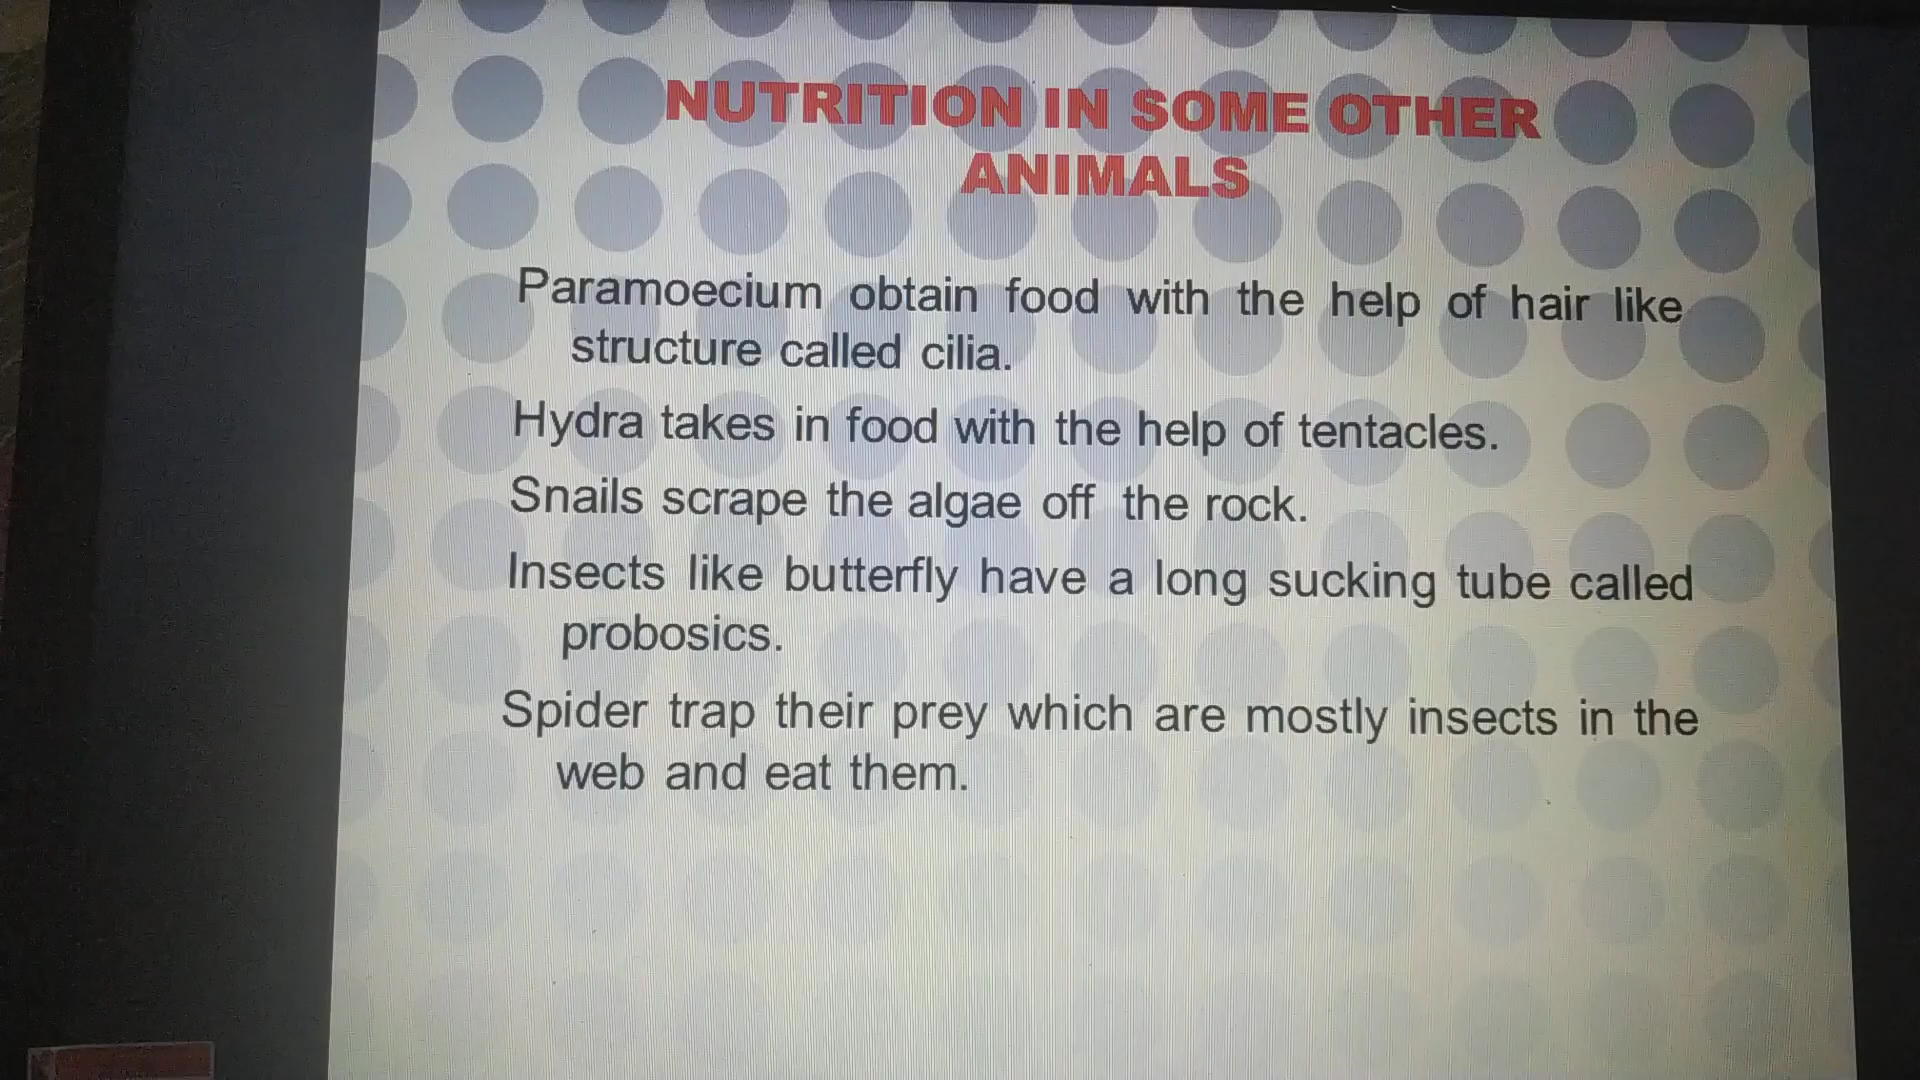 NUTRITION IN SOME OTHER
ANIMALS
Paramoecium obtain food with the help of hair like
structure called cilia.
Hydra takes in food with the help of tentacles.
Snails scrape the algae off the rock.
Insects like butterfly have a long sucking tube called
probosics.
Spider trap their prey which are mostly insects in the
web and eat them.